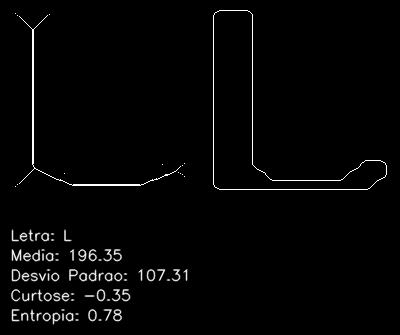 L L
Letra: L
Media: 196.35
Desvio Padrao: 107.31
Curtose: -0.35
Entropia: 0.78